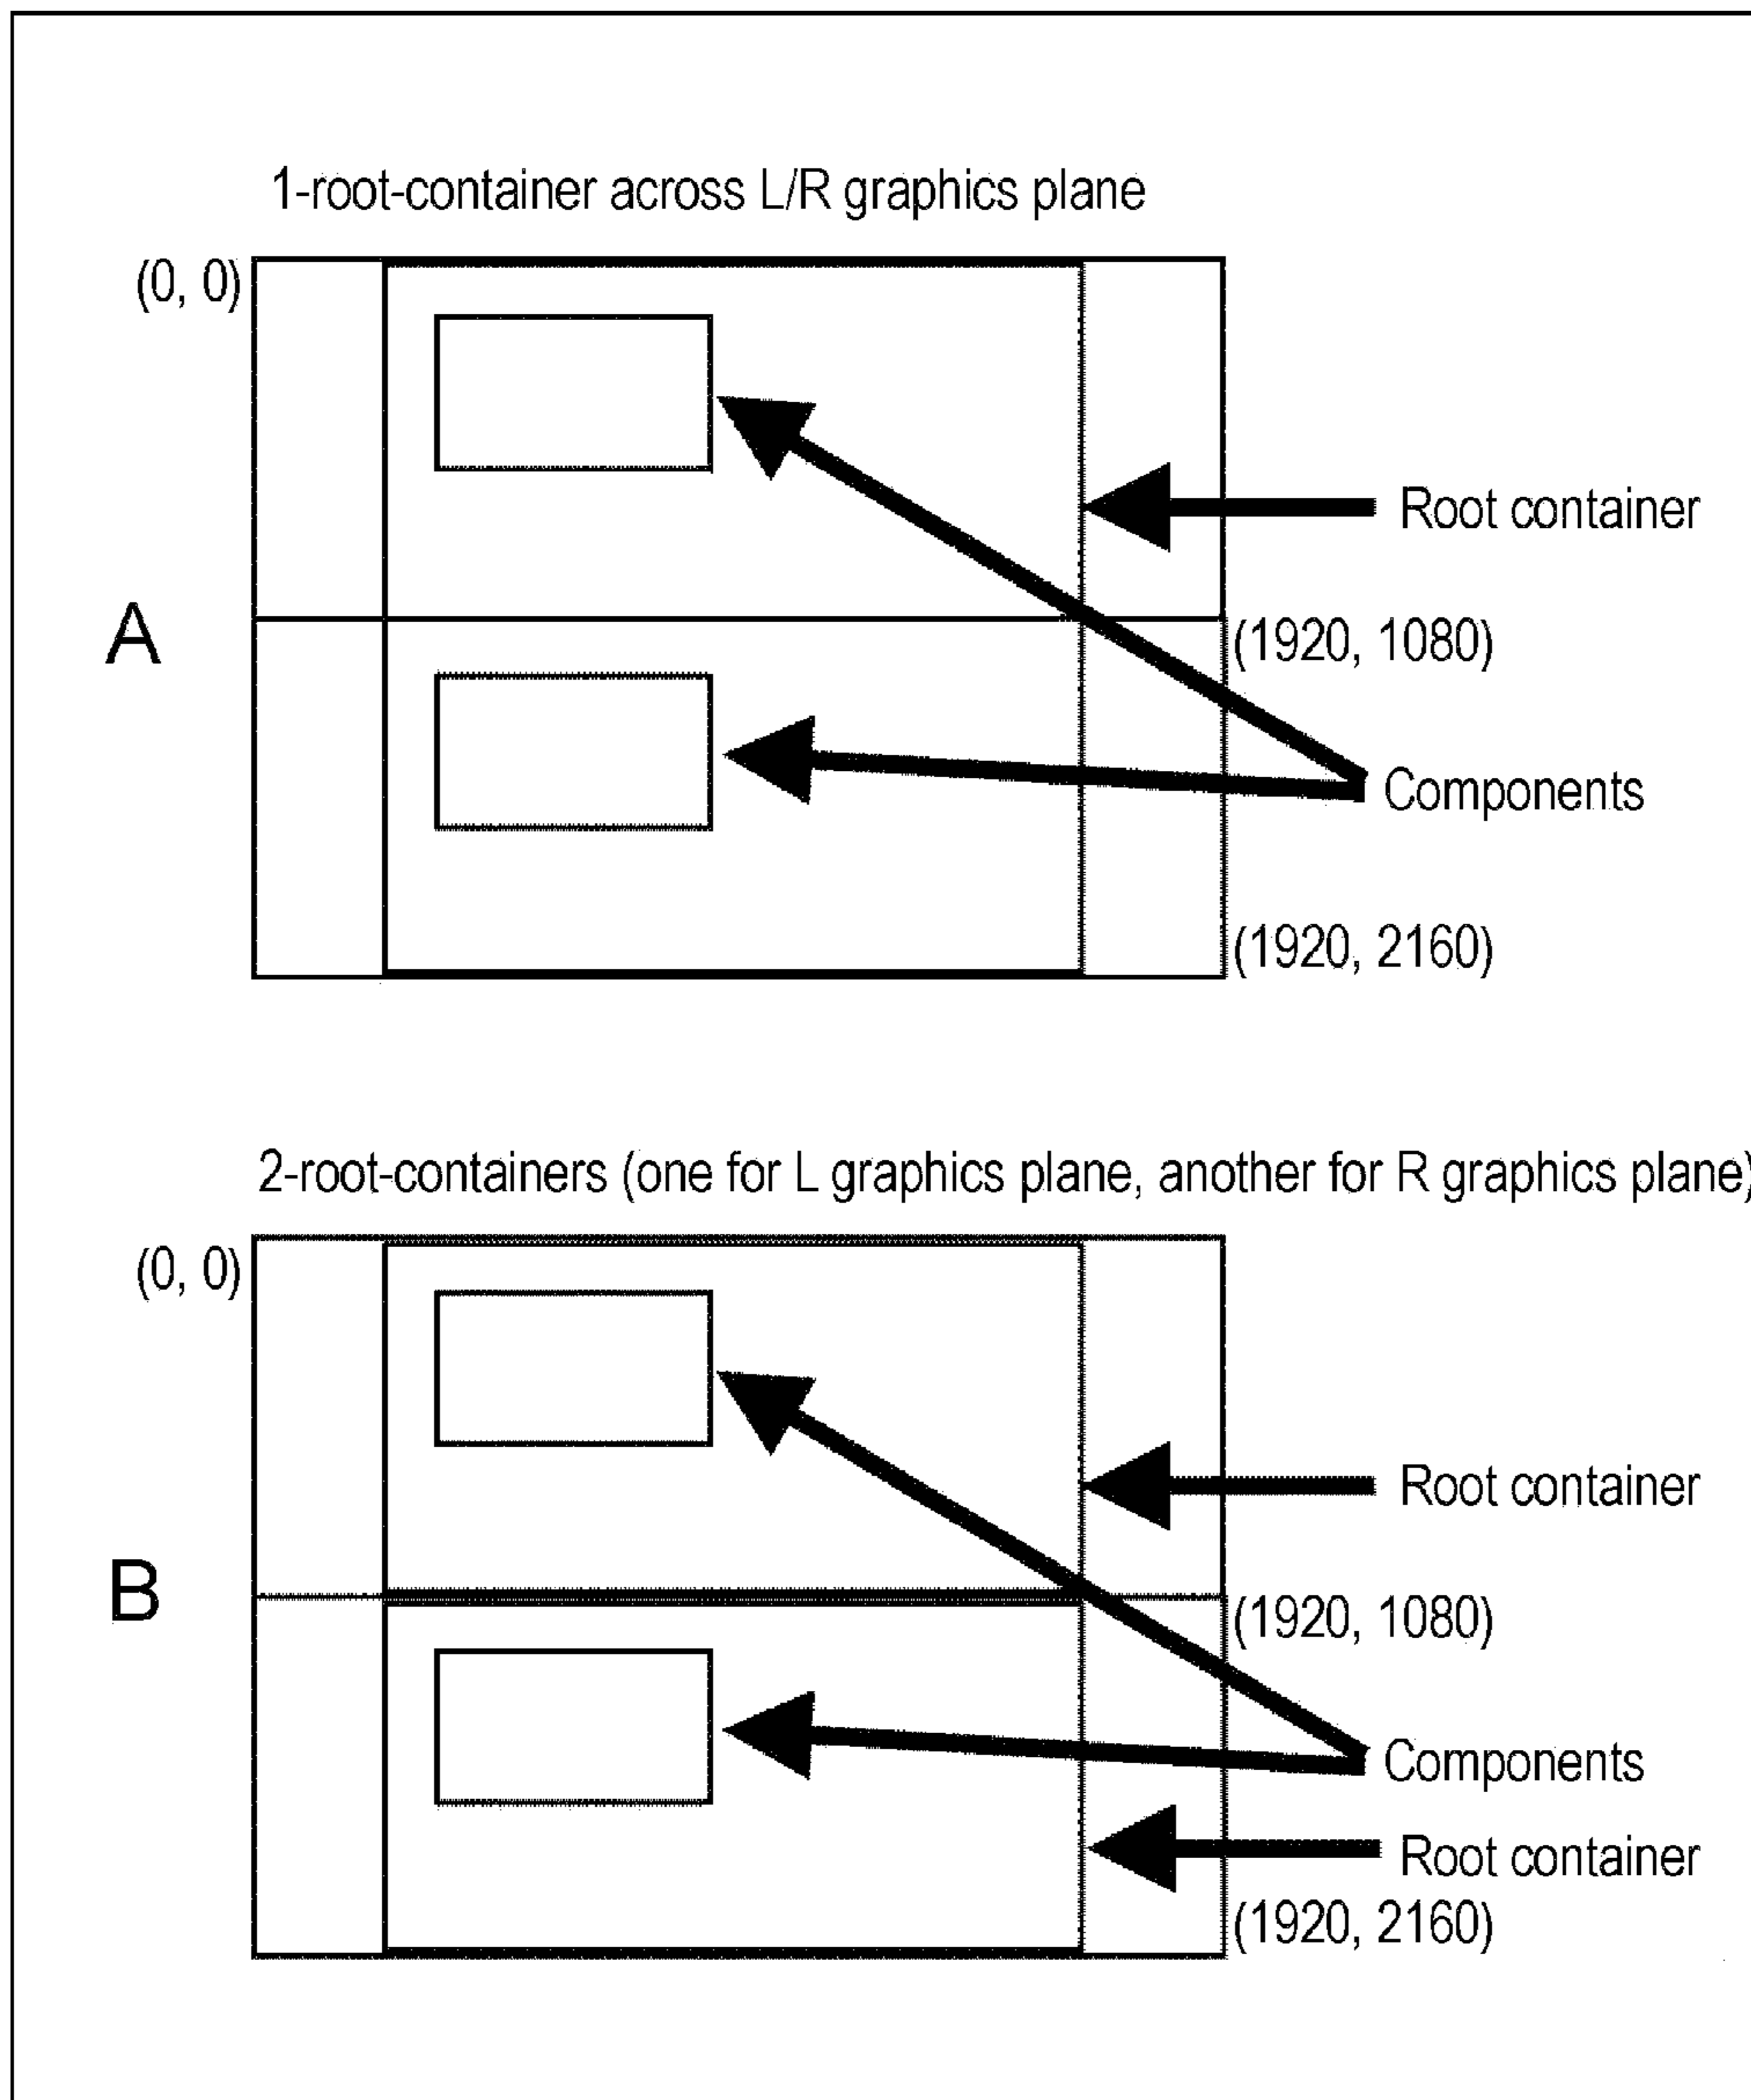 1-root-container across L/R graphics plane
(0, 0)
Root container
A
(1920, 1080)
Components
(1920, 2160)
2-root-containers (one for L graphics plane, another for R graphics plane)
(0, 0)
Root container
B
(1920, 1080)
Components
Root container
(1920, 2160)